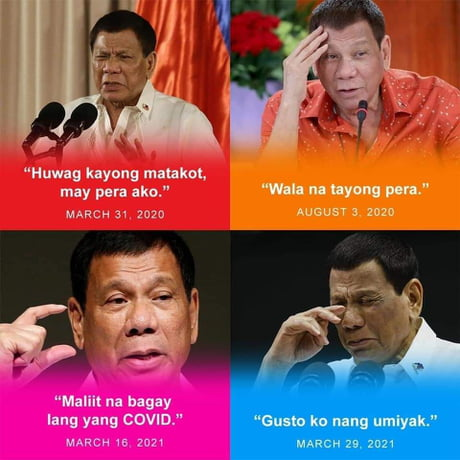 “Huwag kayong matakot,
may pera ako.”
MARCH 31, 2020
“Wala na tayong pera.”
AUGUST 3, 2020
“Maliit na bagay
lang yang COVID.”
MARCH 16, 2021
“Gusto ko nang umiyak.”
MARCH 29, 2021